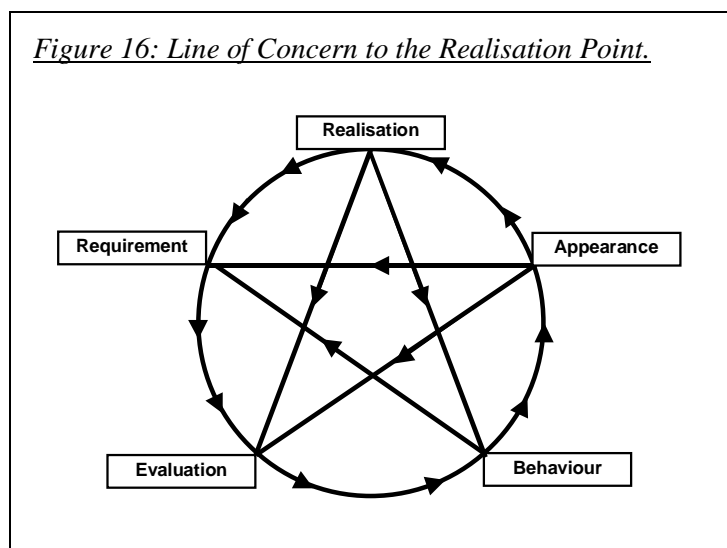 Figure 16: Line of Concern to the Realisation Point.
Realisation
Requirement
Appearance
Evaluation
Behaviour